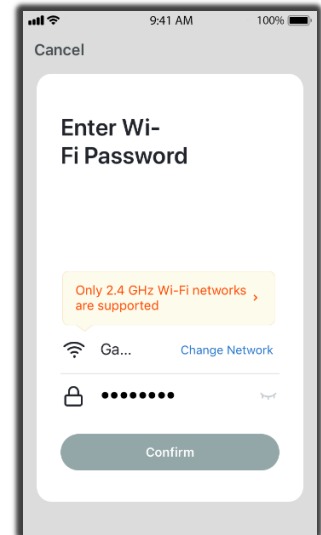 9:41 AM 100%
Cancel
Enter Wi-
Fi Password
Only 2.4 GHz Wi-Fi networks
are supported
Ga... Change Network
••••••••
Confirm